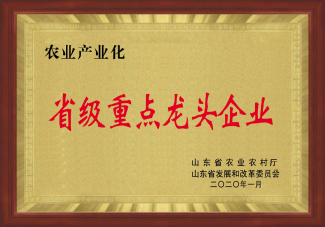 农业产业化
省级重点龙头企业
山东省农业农村厅
山东省发展和改革委员会
二〇二〇年一月